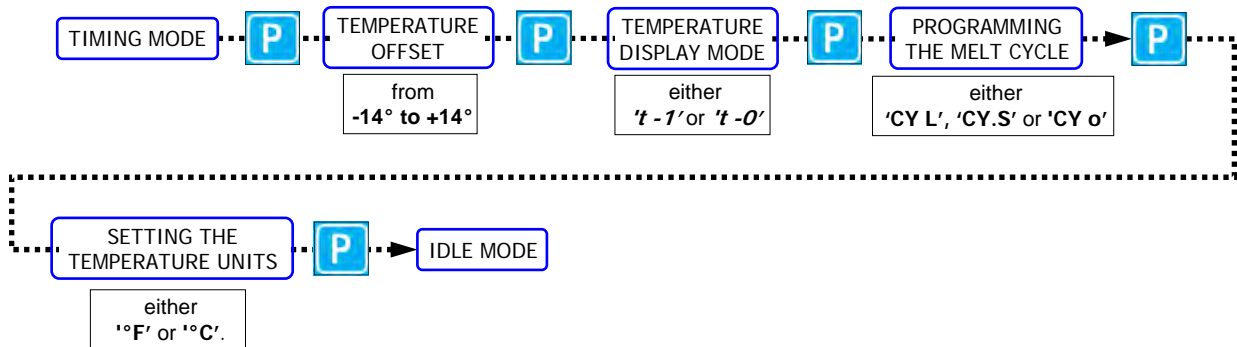 TIMING MODE
P
TEMPERATURE
OFFSET
P
TEMPERATURE
DISPLAY MODE
P
PROGRAMMING
THE MELT CYCLE
P
from
-14° to +14°
either
't -1' or 't -0'
either
‘CY L’, ‘CY.S’ or 'CY o'
SETTING THE
TEMPERATURE UNITS
P
IDLE MODE
either
'°F' or '°C'.